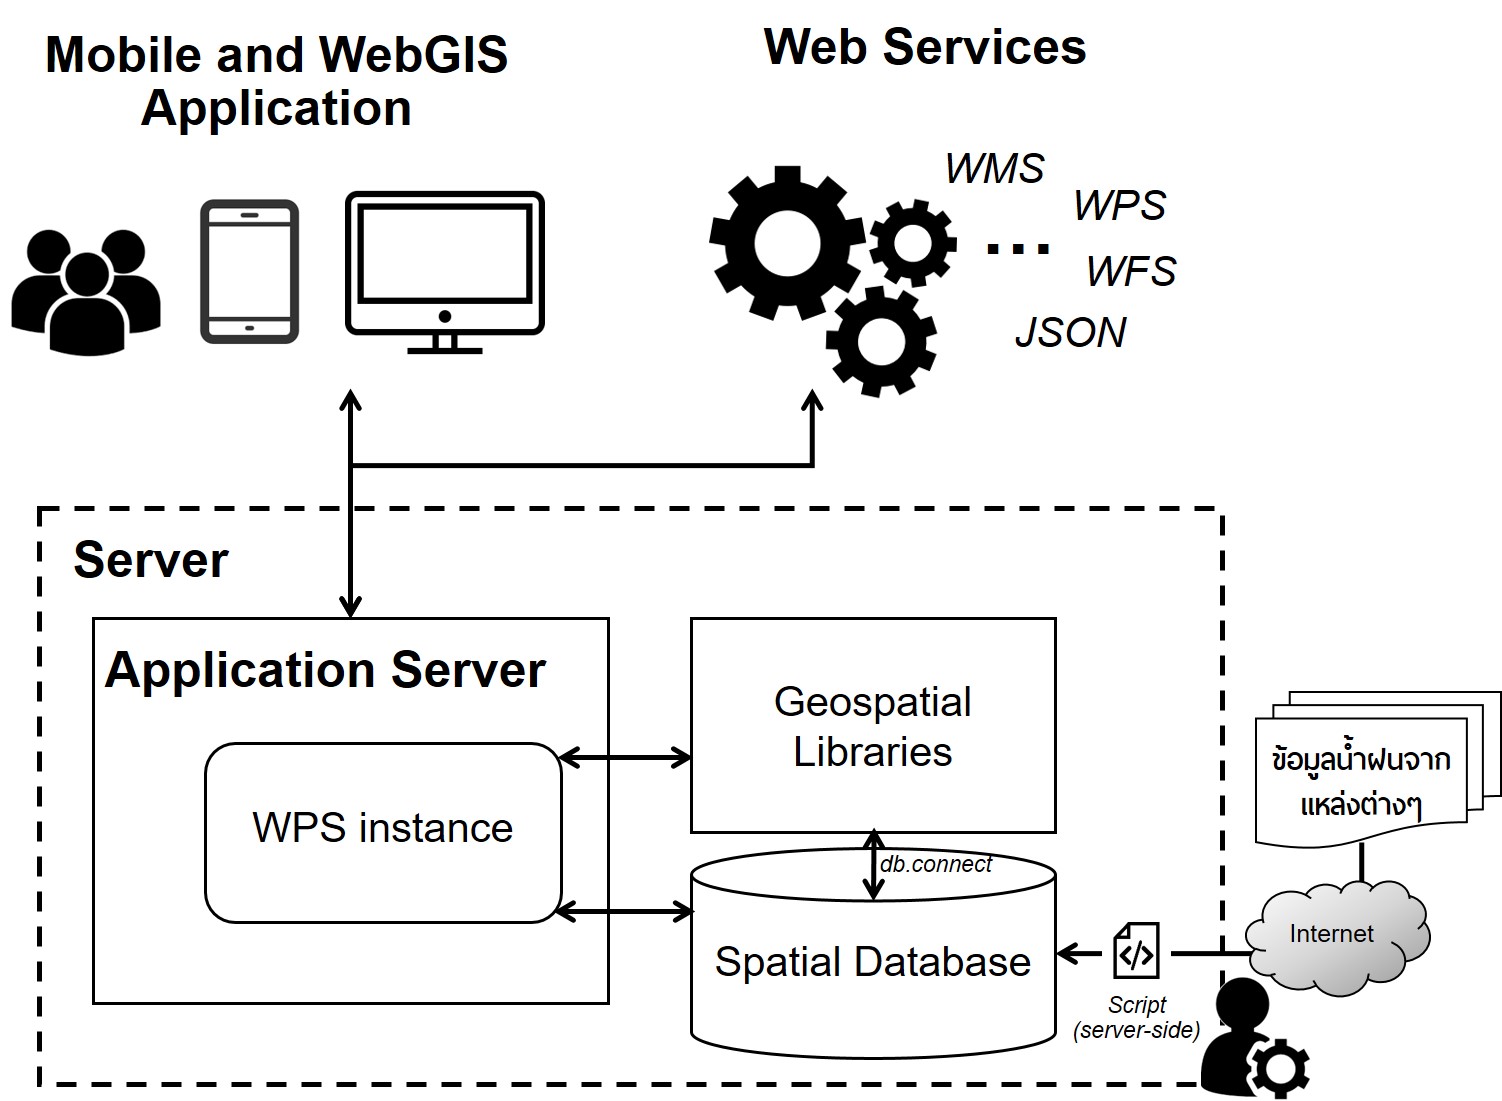 Mobile and WebGIS
Application
Web Services
WMS
WPS
...
WFS
JSON
Server
Application Server
WPS instance
Geospatial
Libraries
db.connect
Spatial Database
Script
(server-side)
ข้อมูลน้ำฝนจาก
แหล่งต่างๆ
Internet